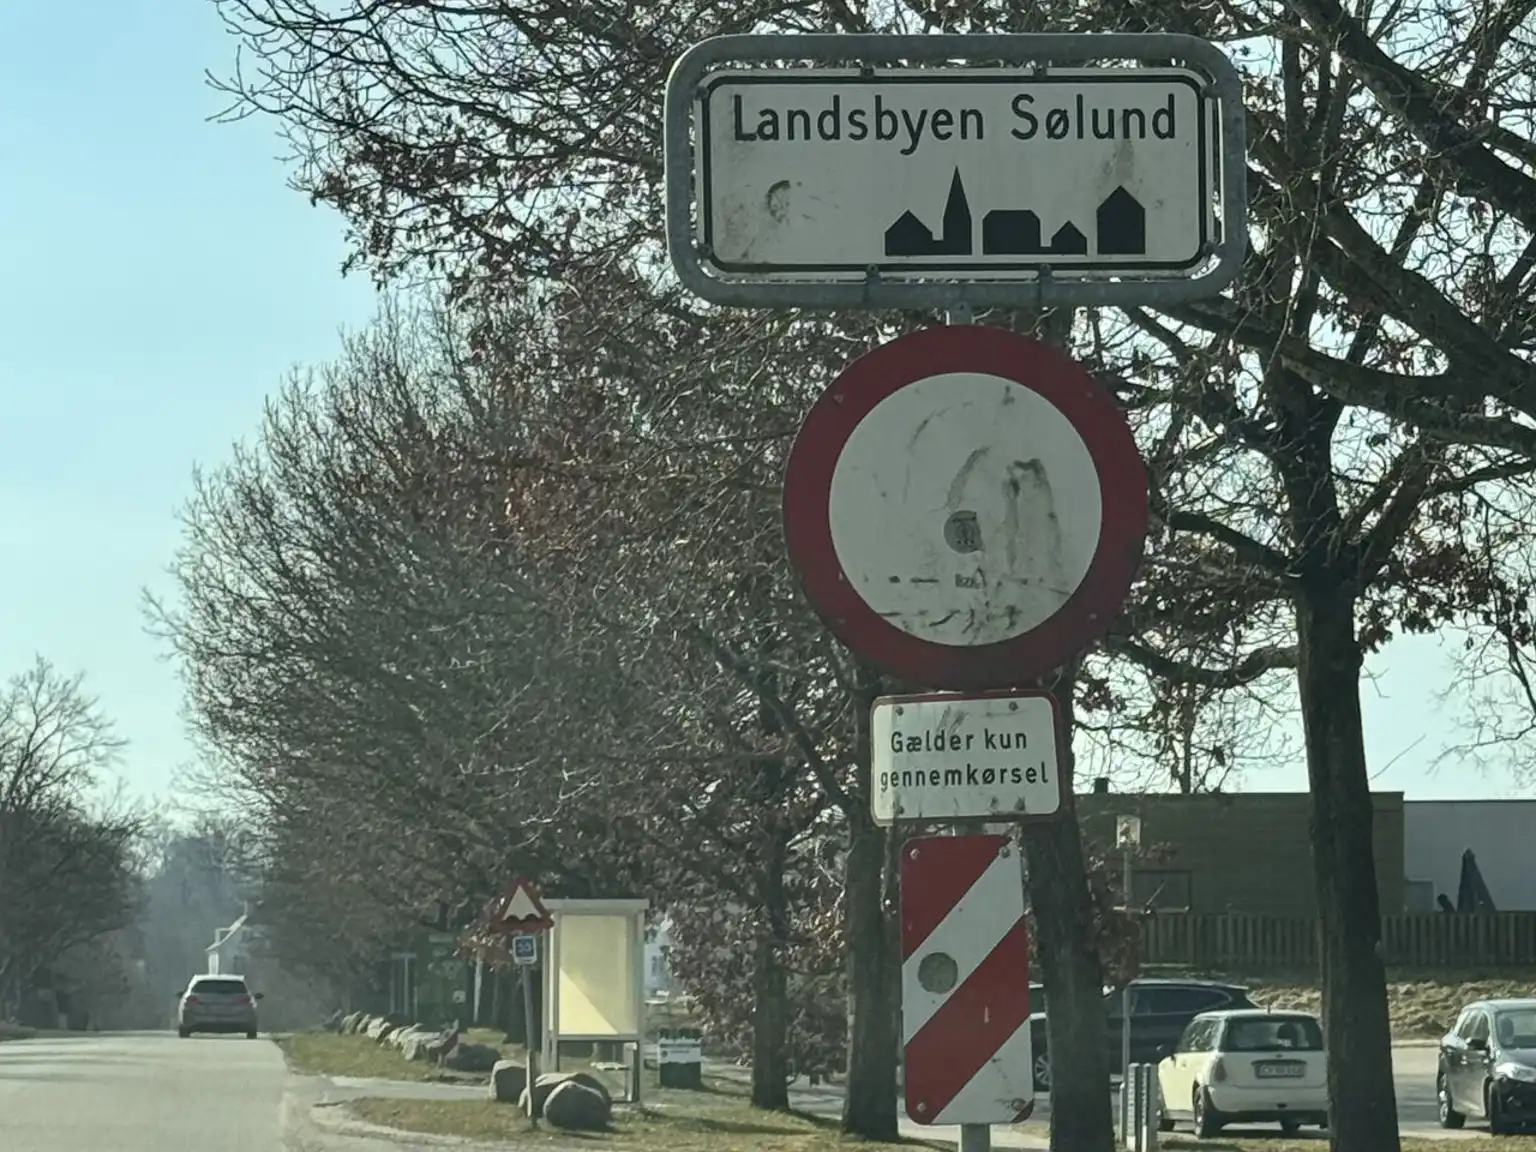 Landsbyen Sølund
Gælder kun
gennemkørsel